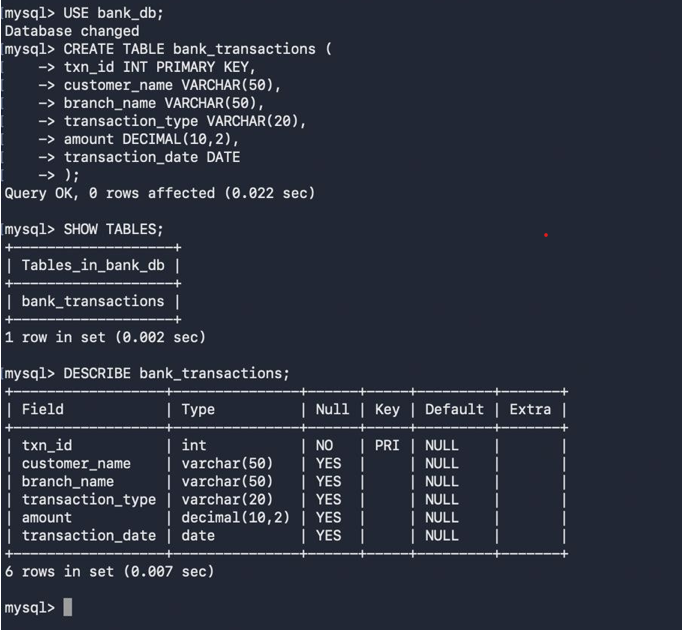 mysql> USE bank_db;
Database changed
mysql> CREATE TABLE bank_transactions (
    -> txn_id INT PRIMARY KEY,
    -> customer_name VARCHAR(50),
    -> branch_name VARCHAR(50),
    -> transaction_type VARCHAR(20),
    -> amount DECIMAL(10,2),
    -> transaction_date DATE
    -> );
Query OK, 0 rows affected (0.022 sec)
mysql> SHOW TABLES;
+-------------------+
| Tables_in_bank_db |
+-------------------+
| bank_transactions |
+-------------------+
1 row in set (0.002 sec)
mysql> DESCRIBE bank_transactions;
+------------------+---------------+------+-----+---------+-------+
| Field            | Type          | Null | Key | Default | Extra |
+------------------+---------------+------+-----+---------+-------+
| txn_id           | int           | NO   | PRI | NULL    |       |
| customer_name    | varchar(50)   | YES  |     | NULL    |       |
| branch_name      | varchar(50)   | YES  |     | NULL    |       |
| transaction_type | varchar(20)   | YES  |     | NULL    |       |
| amount           | decimal(10,2) | YES  |     | NULL    |       |
| transaction_date | date          | YES  |     | NULL    |       |
+------------------+---------------+------+-----+---------+-------+
6 rows in set (0.007 sec)
mysql>